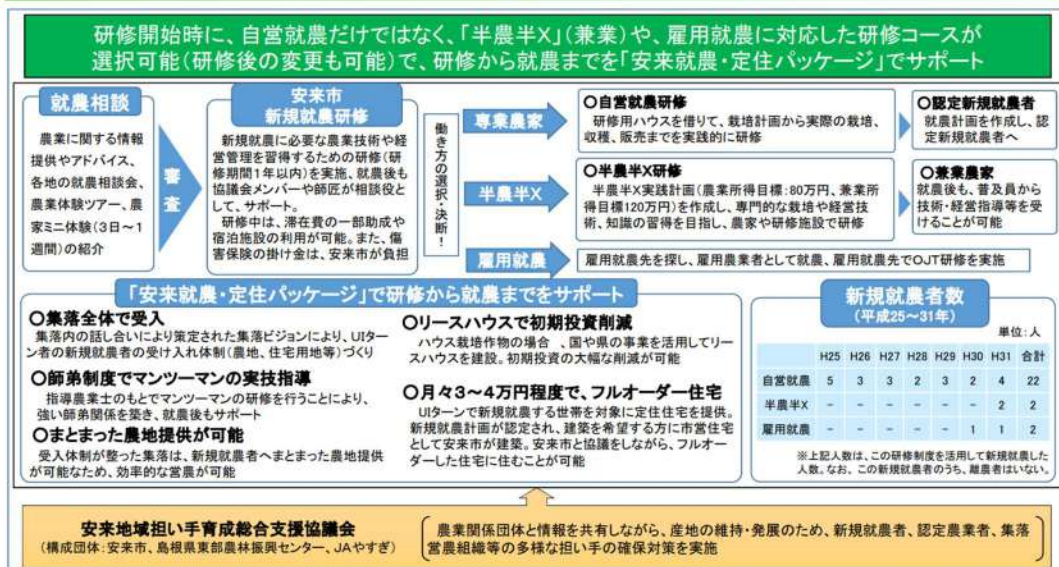 研修開始時に、自営就農だけではなく、「半農半X」(兼業)や、雇用就農に対応した研修コースが
選択可能(研修後の変更も可能)で、研修から就農までを「安来就農・定住パッケージ」でサポート
就農相談
農業に関する情報
提供やアドバイス、
各地の就農相談会、
農業体験ツアー、農
家ミニ体験(3日～1
週間)の紹介
審査
安来市
新規就農研修
新規就農に必要な農業技術や経
営管理を習得するための研修(研
修期間1年以内)を実施、就農後も
協議会メンバーや師匠が相談役と
して、サポート。
研修中は、滞在費の一部助成や
宿泊施設の利用が可能。また、傷
害保険の掛け金は、安来市が負担
働き方の選択・決断!
専業農家
〇自営就農研修
研修用ハウスを借りて、栽培計画から実際の栽培、
収穫、販売までを実践的に研修
〇認定新規就農者
就農計画を作成し、認
定新規就農者へ
半農半X
〇半農半X研修
半農半X実践計画(農業所得目標:80万円、兼業所
得目標120万円)を作成し、専門的な栽培や経営技
術、知識の習得を目指し、農家や研修施設で研修
〇兼業農家
就農後も、普及員から
技術・経営指導等を受
けることが可能
雇用就農
雇用就農先を探し、雇用農業者として就農、雇用就農先でOJT研修を実施
「安来就農・定住パッケージ」で研修から就農までをサポート
〇集落全体で受入
集落内の話し合いにより策定された集落ビジョンにより、UIター
ン者の新規就農者の受け入れ体制(農地、住宅用地等)づくり
〇師弟制度でマンツーマンの実技指導
指導農業士のもとでマンツーマンの研修を行うことにより、
強い師弟関係を築き、就農後もサポート
〇まとまった農地提供が可能
受入体制が整った集落は、新規就農者へまとまった農地提供
が可能なため、効率的な営農が可能
〇リースハウスで初期投資削減
ハウス栽培作物の場合 、国や県の事業を活用してリー
スハウスを建設。初期投資の大幅な削減が可能
〇月々3～4万円程度で、フルオーダー住宅
UIターンで新規就農する世帯を対象に定住住宅を提供。
新規就農計画が認定され、建築を希望する方に市営住宅
として安来市が建築。安来市と協議をしながら、フルオー
ダーした住宅に住むことが可能
新規就農者数
(平成25～31年)
単位:人
H25 H26 H27 H28 H29 H30 H31 合計
自営就農 5 3 3 2 3 2 4 22
半農半X - - - - - - 2 2
雇用就農 - - - - - 1 1 2
※上記人数は、この研修制度を活用して新規就農した
人数。なお、この新規就農者のうち、離農者はいない。
安来地域担い手育成総合支援協議会
(構成団体:安来市、島根県東部農林振興センター、JAやすぎ)
農業関係団体と情報を共有しながら、産地の維持・発展のため、新規就農者、認定農業者、集落
営農組織等の多様な担い手の確保対策を実施